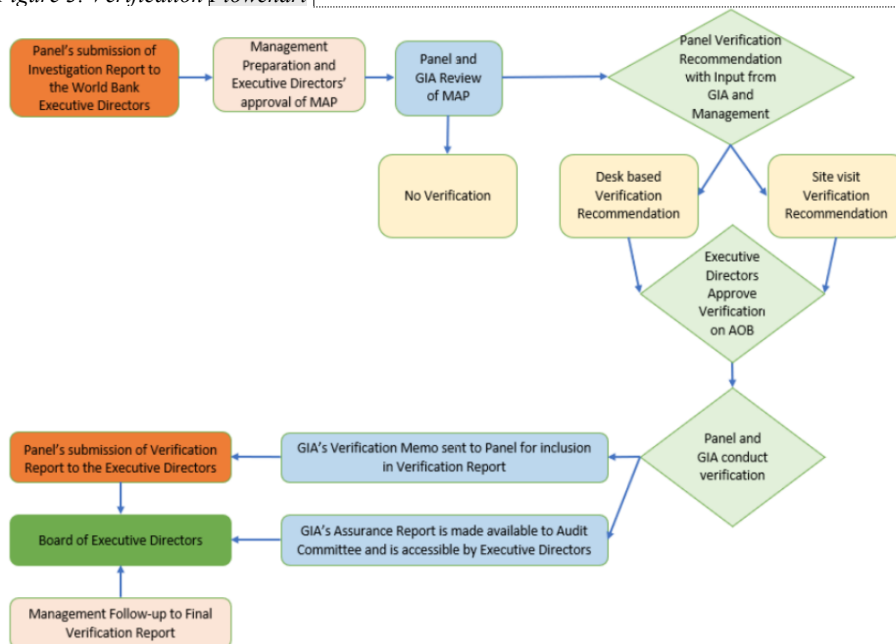 Figure 3: Verification Flowchart
Panel's submission of
Investigation Report to
the World Bank
Executive Directors
Management
Preparation and
Executive Directors'
approval of MAP
Panel and
GIA Review
of MAP
Panel Verification
Recommendation
with Input from
GIA and
Management
No Verification
Desk based
Verification
Recommendation
Site visit
Verification
Recommendation
Executive
Directors
Approve
Verification
on AOB
Panel and
GIA conduct
verification
GIA's Verification Memo sent to Panel for inclusion
in Verification Report
Panel's submission of Verification
Report to the Executive Directors
GIA's Assurance Report is made available to Audit
Committee and is accessible by Executive Directors
Board of Executive Directors
Management Follow-up to Final
Verification Report